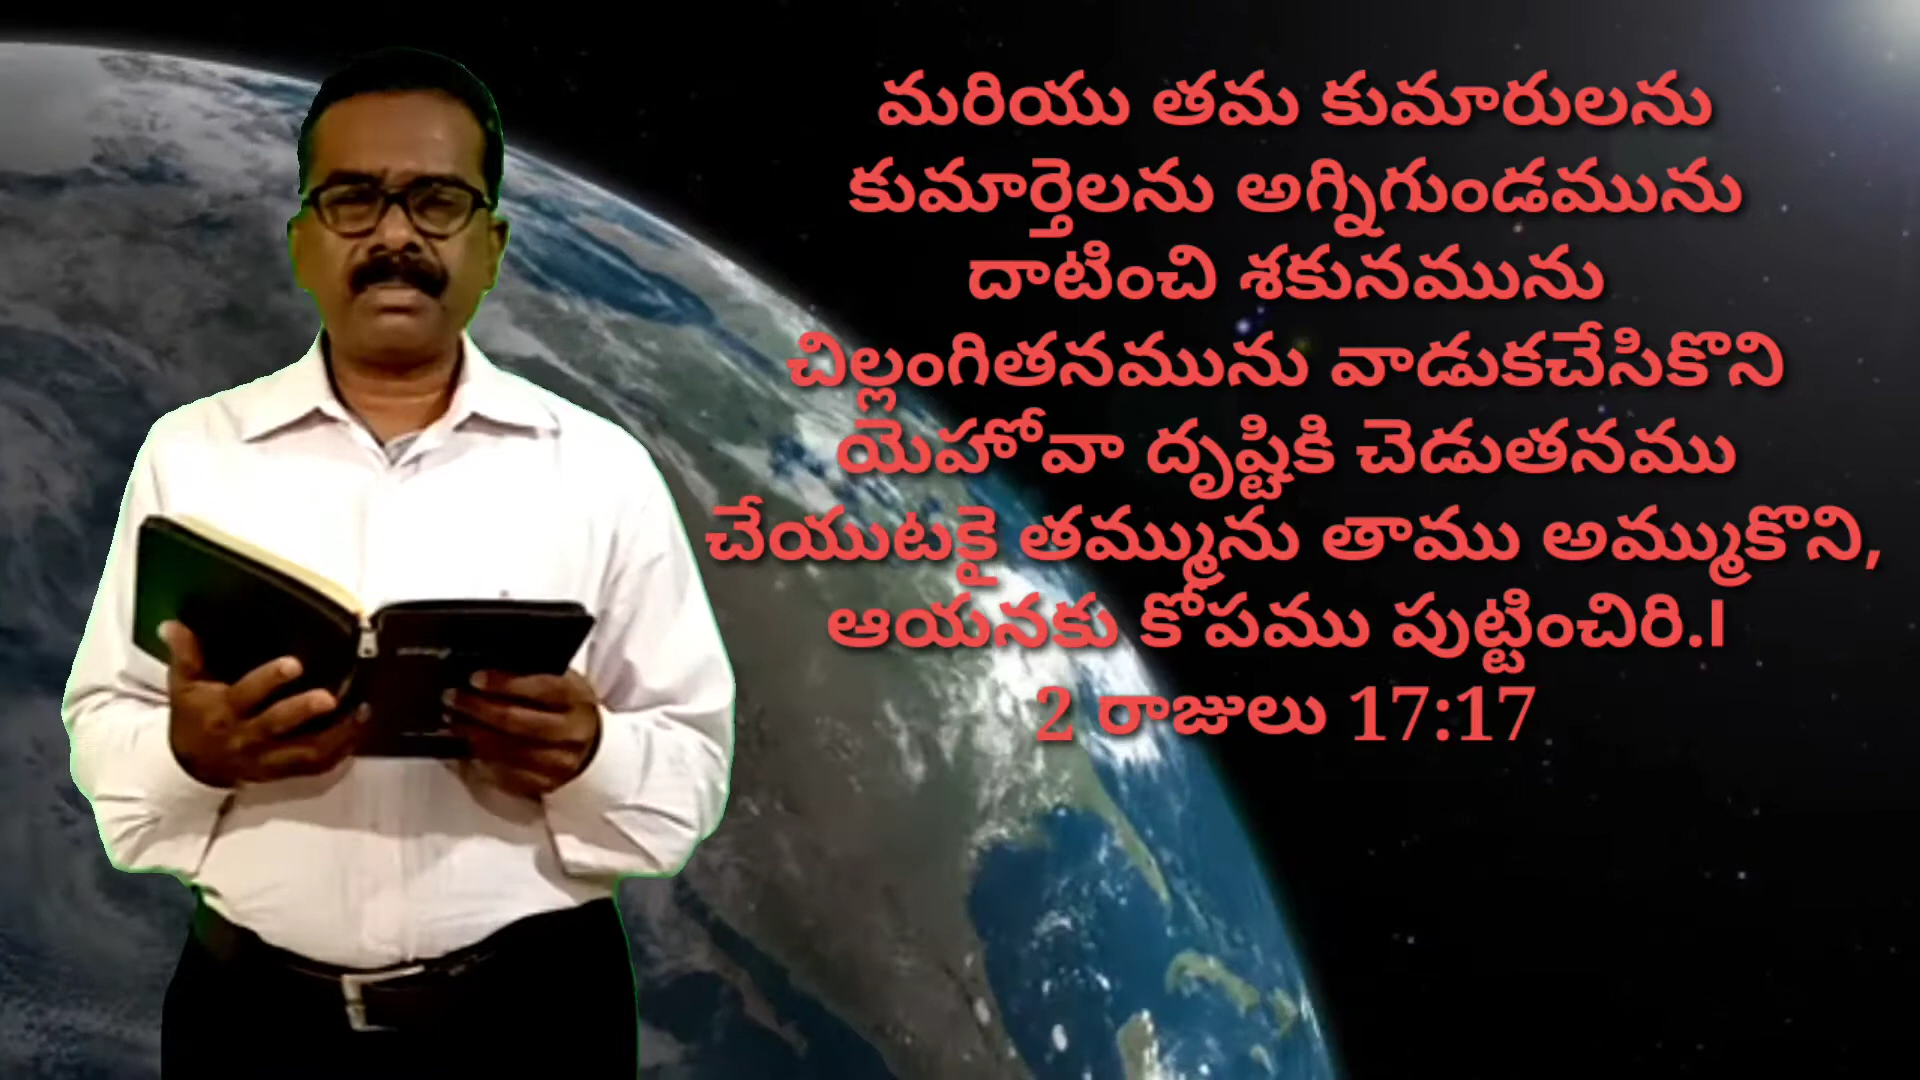 మరియు తమ కుమారులను
కుమార్తెలను అగ్నిగుండమును
దాటించి శకునమును
చిల్లంగితనమును వాడుకచేసికొని
యెహోవా దృష్టికి చెడుతనము
చేయుటకై తమ్మును తాము అమ్ముకొని,
ఆయనకు కోపము పుట్టించిరి.।
2 రాజులు 17:17